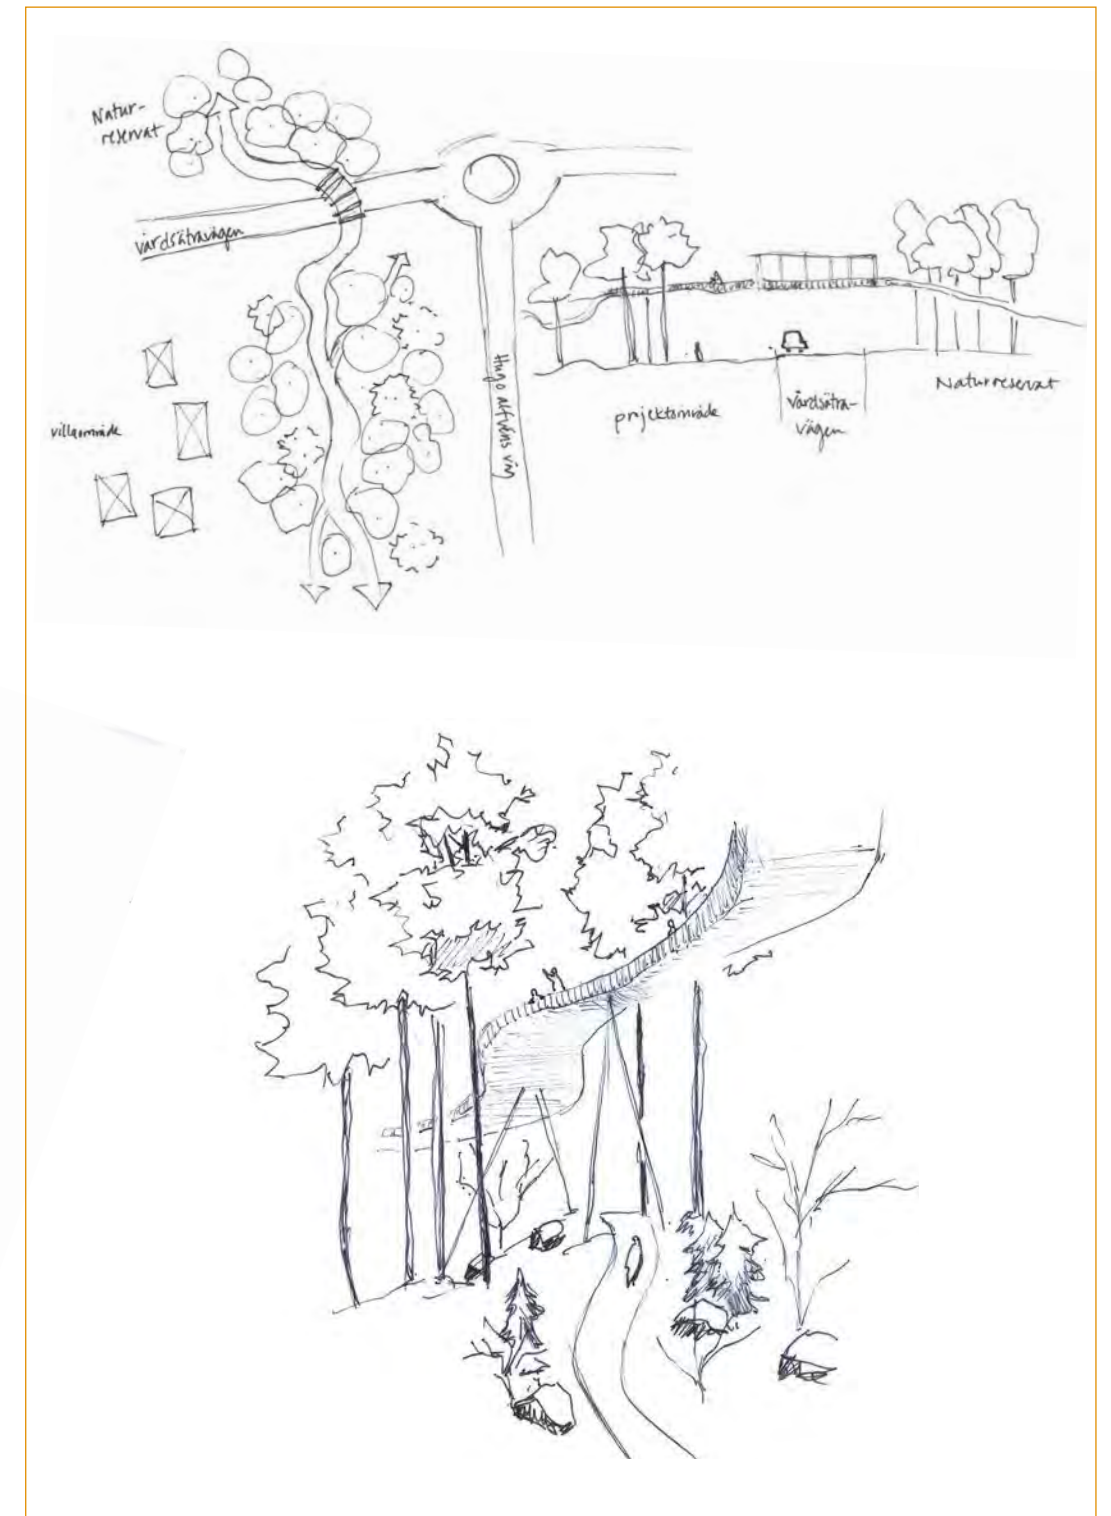 Natur-
reservat
vårdsätravägen
villaområde
Hugo alfvéns väg
projektområde
Vårdsätra-
vägen
Naturreservat